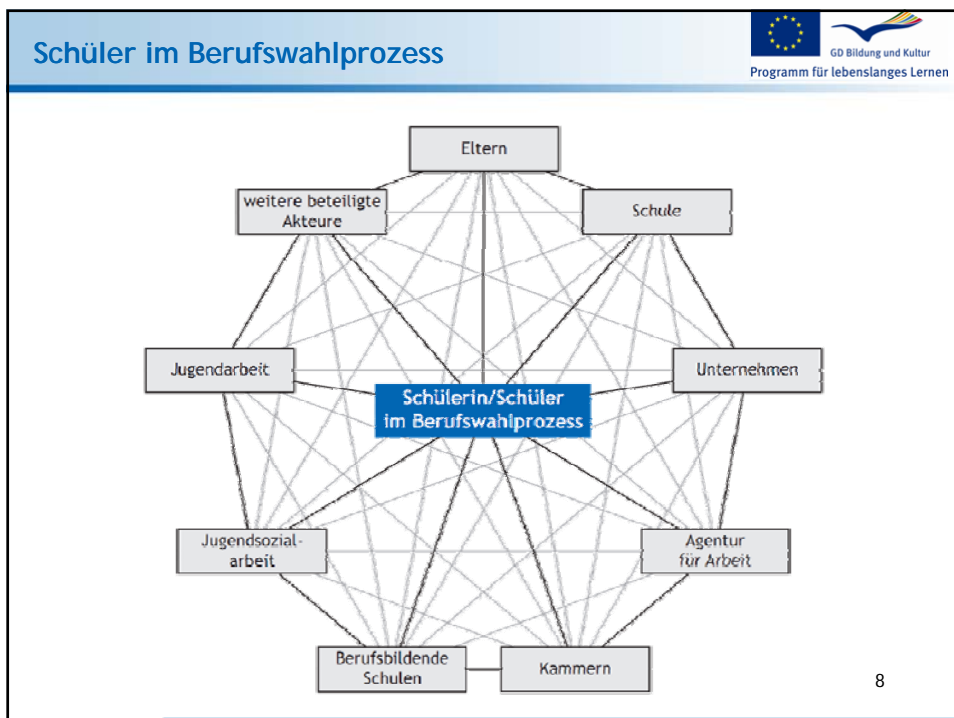 Schüler im Berufswahlprozess
GD Bildung und Kultur
Programm für lebenslanges Lernen
Eltern
weitere beteiligte
Akteure
Schule
Jugendarbeit
Unternehmen
Schülerin/Schüler
im Berufswahlprozess
Jugendsozial-
arbeit
Agentur
für Arbeit
Berufsbildende
Schulen
Kammern
8